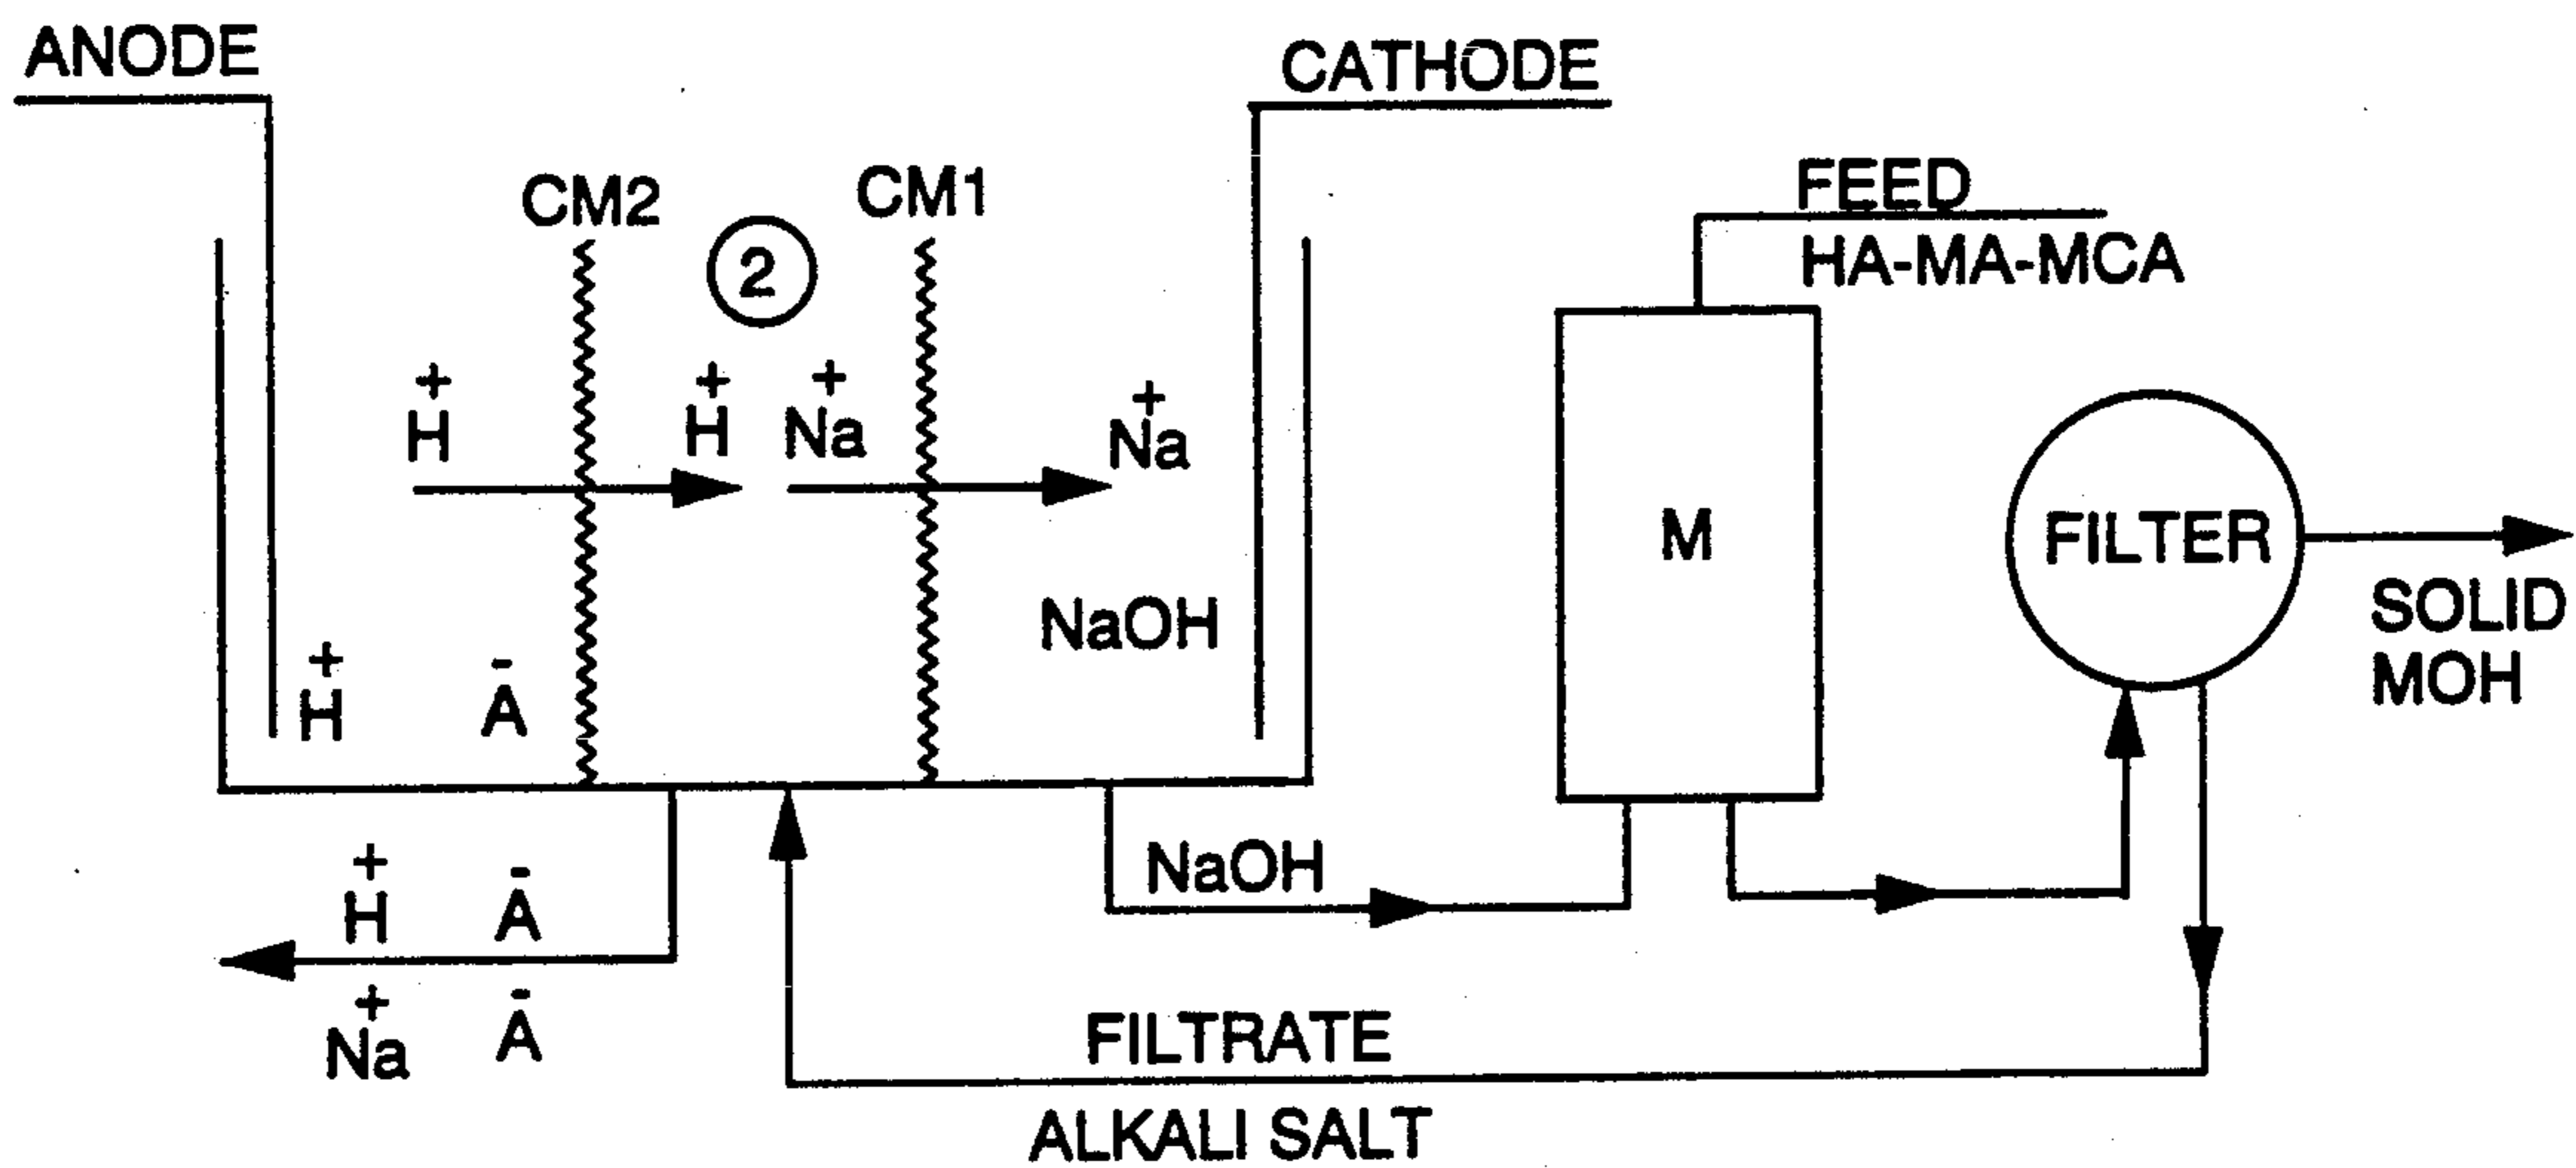 ANODE
CATHODE
CM2
CM1
2
FEED
HA-MA-MCA
H+
H+
Na+
Na+
M
FILTER
NaOH
SOLID
MOH
H+ A-
NaOH
H+ A-
Na+ A-
FILTRATE
ALKALI SALT